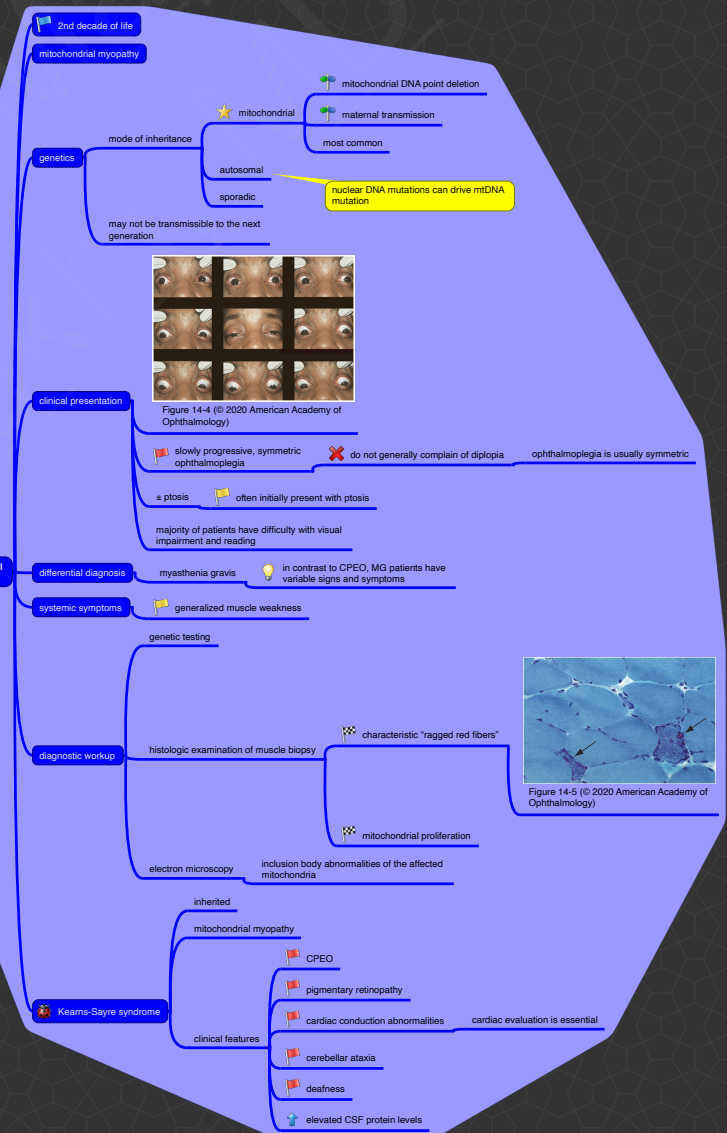 2nd decade of life
mitochondrial myopathy
genetics
mode of inheritance
mitochondrial
mitochondrial DNA point deletion
maternal transmission
most common
autosomal
nuclear DNA mutations can drive mtDNA
mutation
sporadic
may not be transmissible to the next
generation
clinical presentation
Figure 14-4 (© 2020 American Academy of
Ophthalmology)
slowly progressive, symmetric
ophthalmoplegia
do not generally complain of diplopia
ophthalmoplegia is usually symmetric
± ptosis
often initially present with ptosis
majority of patients have difficulty with visual
impairment and reading
differential diagnosis
myasthenia gravis
in contrast to CPEO, MG patients have
variable signs and symptoms
systemic symptoms
generalized muscle weakness
diagnostic workup
genetic testing
histologic examination of muscle biopsy
characteristic “ragged red fibers”
Figure 14-5 (© 2020 American Academy of
Ophthalmology)
mitochondrial proliferation
electron microscopy
inclusion body abnormalities of the affected
mitochondria
Kearns-Sayre syndrome
inherited
mitochondrial myopathy
clinical features
CPEO
pigmentary retinopathy
cardiac conduction abnormalities
cardiac evaluation is essential
cerebellar ataxia
deafness
elevated CSF protein levels